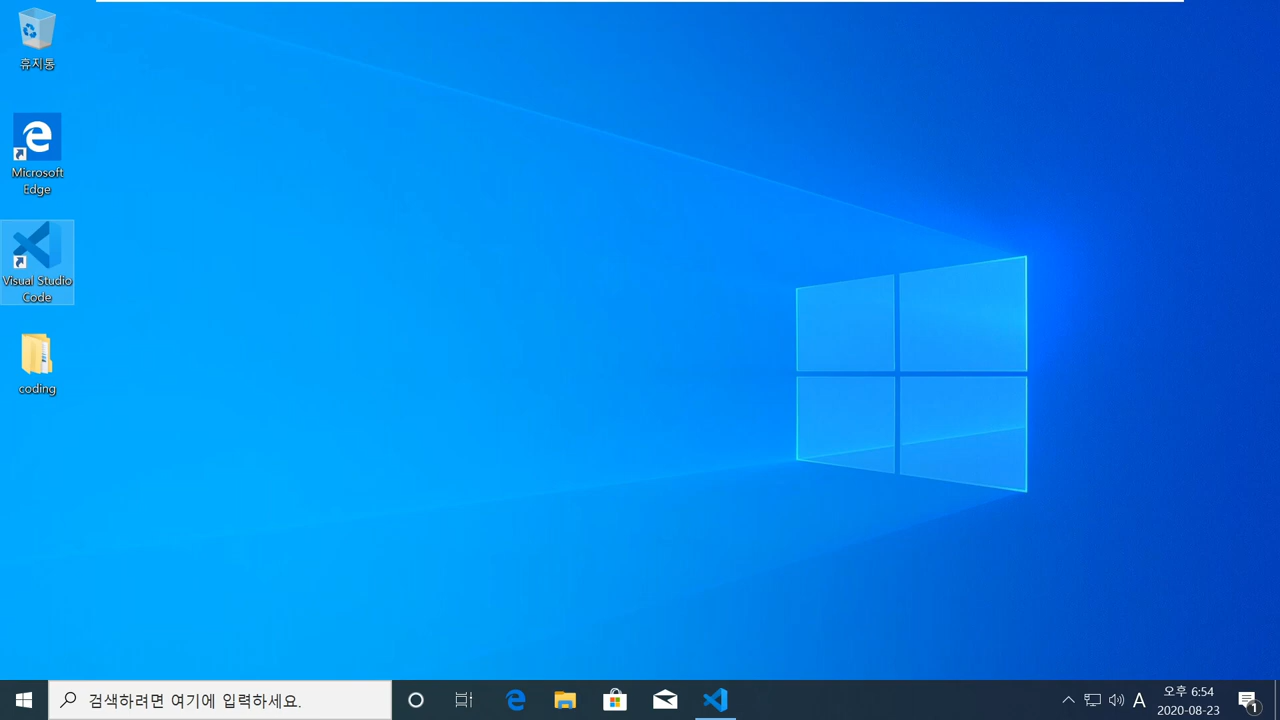 휴지통
Microsoft
Edge
Visual Studio
Code
coding
검색하려면 여기에 입력하세요.
A
오후 6:54
2020-08-23
1